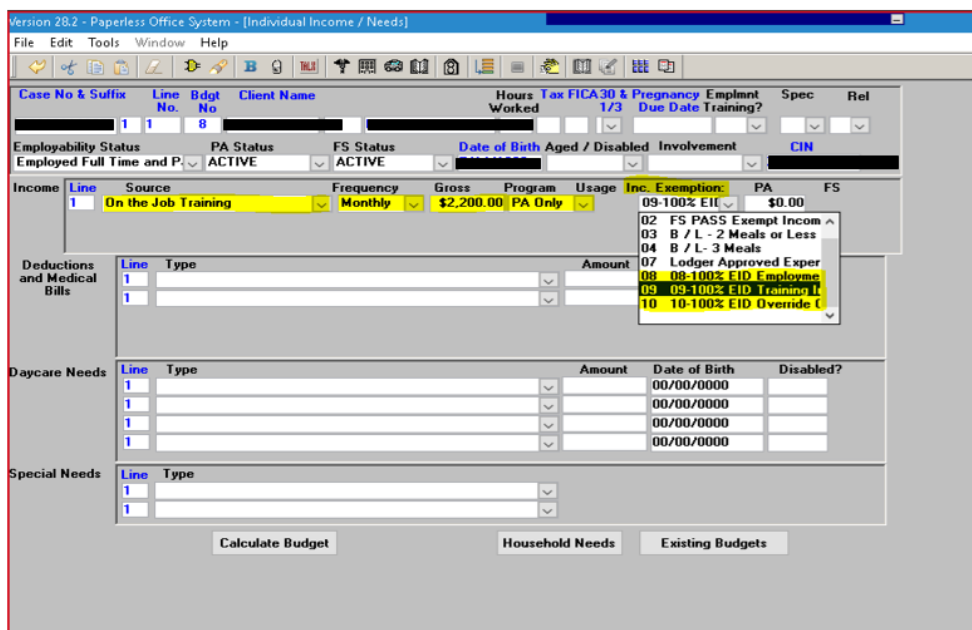 Version 28.2 - Paperless Office System - [Individual Income / Needs]
File Edit Tools Window Help
Case No & Suffix Line No. Bdgt No Client Name Hours Worked Tax FICA 30 & 1/3 Pregnancy Due Date Emplmnt Training? Spec Rel
1 1 8
Employability Status PA Status FS Status Date of Birth Aged / Disabled Involvement CIN
Employed Full Time and P. ACTIVE ACTIVE
Income Line Source Frequency Gross Program Usage Inc. Exemption: PA FS
1 On the Job Training Monthly $2,200.00 PA Only 09-100% EID $0.00
02 FS PASS Exempt Incom
03 B / L - 2 Meals or Less
04 B / L- 3 Meals
07 Lodger Approved Exper
08 08-100% EID Employme
09 09-100% EID Training I
10 10-100% EID Override
Deductions and Medical Bills Line Type Amount
1
1
Daycare Needs Line Type Amount Date of Birth Disabled?
1 00/00/0000
1 00/00/0000
1 00/00/0000
1 00/00/0000
Special Needs Line Type
1
1
Calculate Budget Household Needs Existing Budgets